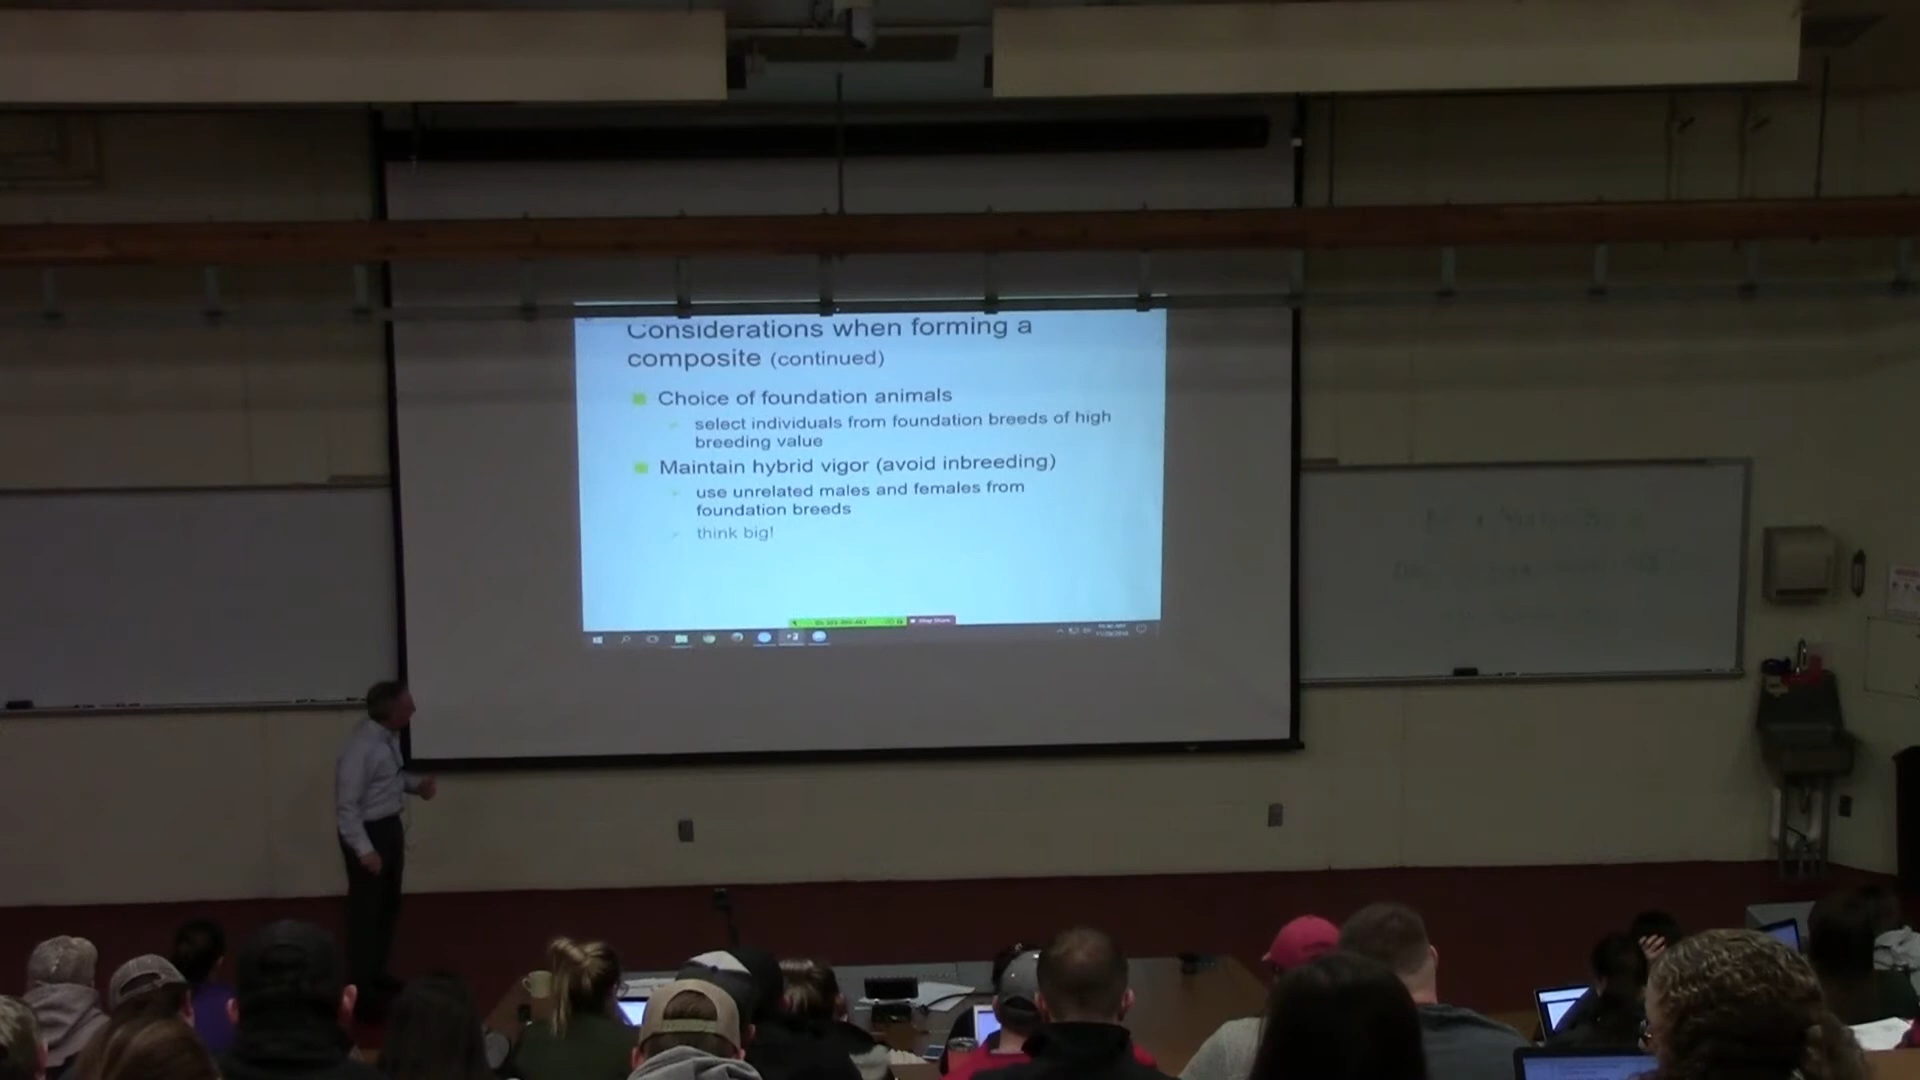 Considerations when forming a
composite (continued)
Choice of foundation animals
select individuals from foundation breeds of high
breeding value
Maintain hybrid vigor (avoid inbreeding)
use unrelated males and females from
foundation breeds
think big!